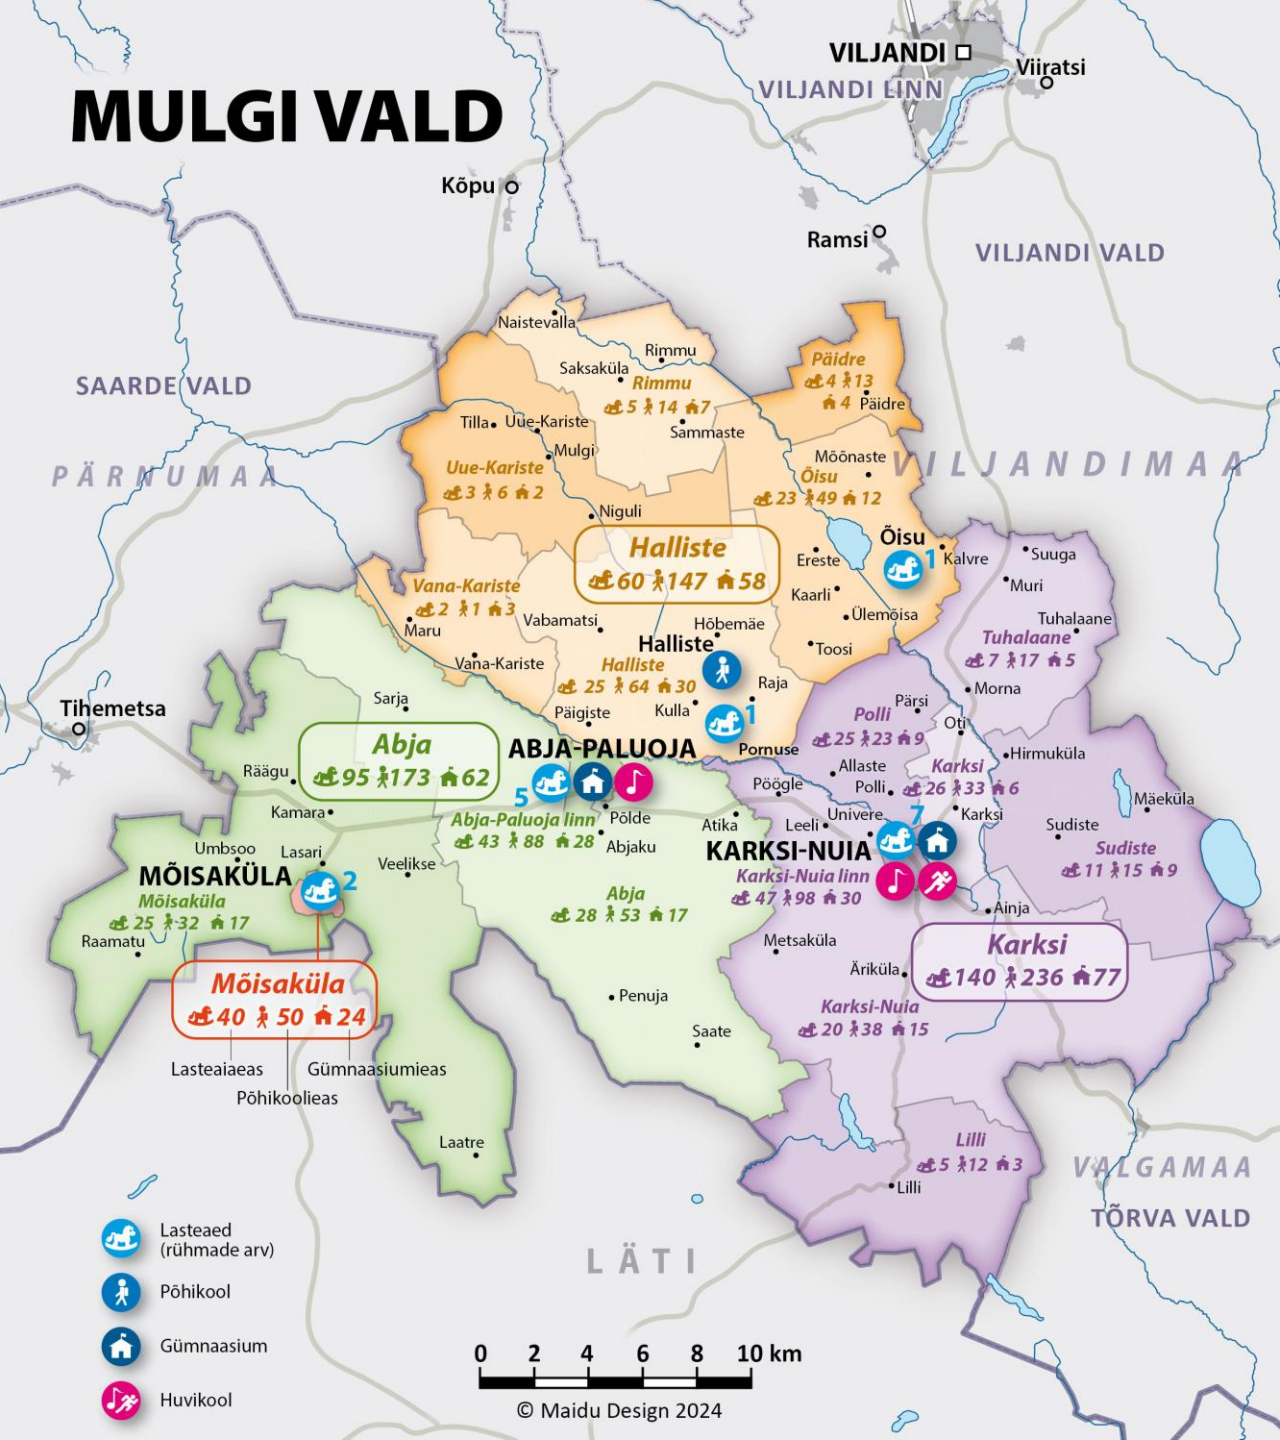 MULGI VALD
VILJANDI
VILJANDI LINN
Viiratsi
Kõpu
Ramsi
VILJANDI VALD
SAARDE VALD
PÄRNUMAA
VILJANDIMAA
Naistevalla
Rimmu
Saksaküla
Rimmu
5 14 7
Sammaste
Päidre
4 13
4
Päidre
Tilla
Uue-Kariste
Mulgi
Uue-Kariste
3 6 2
Niguli
Mõõnaste
Õisu
23 49 12
Õisu
1
Kalvre
Halliste
60 147 58
Ereste
Kaarli
Ülemõisa
Toosi
Suuga
Muri
Tuhalaane
Tuhalaane
7 17 5
Vana-Kariste
2 1 3
Maru
Vana-Kariste
Vabamatsi
Hõbemäe
Halliste
Halliste
25 64 30
Raja
Kulla
Päigiste
1
Pornuse
Morna
Pärsi
Polli
25 23 9
Oti
Hirmuküla
Allaste
Polli
Karksi
26 33 6
Karksi
Pöögle
Leeli
Univere
7
Mäeküla
Sudiste
Sudiste
11 15 9
Tihemetsa
Sarja
Abja
95 173 62
Räägu
Kamara
ABJA-PALUOJA
5
Abja-Paluoja linn
43 88 28
Põlde
Abjaku
Atika
KARKSI-NUIA
Karksi-Nuia linn
47 98 30
Umbsoo
Lasari
MÕISAKÜLA
2
Mõisaküla
25 32 17
Raamatu
Veelikse
Abja
28 53 17
Ainja
Metsaküla
Äriküla
Karksi
140 236 77
Karksi-Nuia
20 38 15
Mõisaküla
40 50 24
Lasteaiaeas
Gümnaasiumieas
Põhikoolieas
Penuja
Saate
Laatre
Lilli
5 12 3
Lilli
VALGAMAA
TÕRVA VALD
LÄTI
Lasteaed
(rühmade arv)
Põhikool
Gümnaasium
Huvikool
0 2 4 6 8 10 km
© Maidu Design 2024